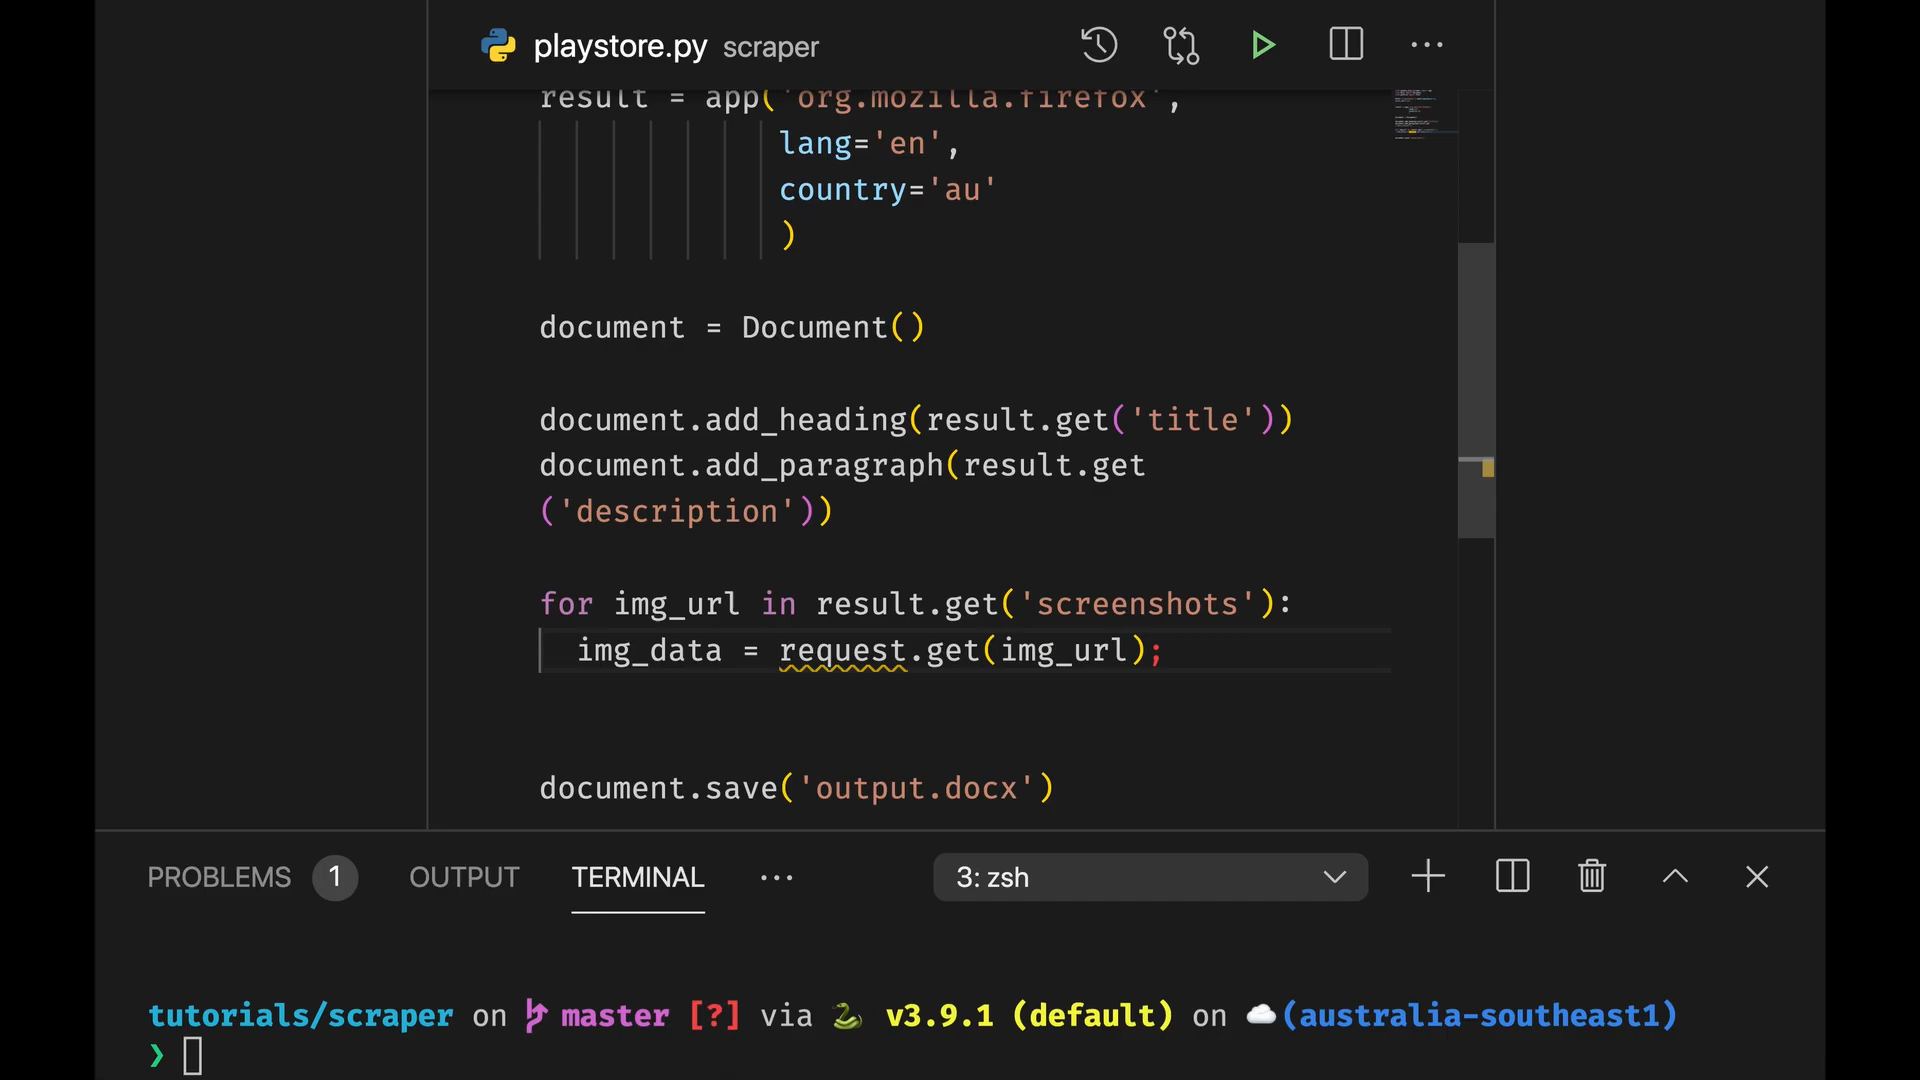 playstore.py scraper
result = app('org.mozilla.firefox',
lang='en',
country='au'
)
document = Document()
document.add_heading(result.get('title'))
document.add_paragraph(result.get
('description'))
for img_url in result.get('screenshots'):
img_data = request.get(img_url);
document.save('output.docx')
PROBLEMS 1 OUTPUT TERMINAL ··· 3: zsh
tutorials/scraper on master [?] via 🐍 v3.9.1 (default) on ☁️(australia-southeast1)
❯